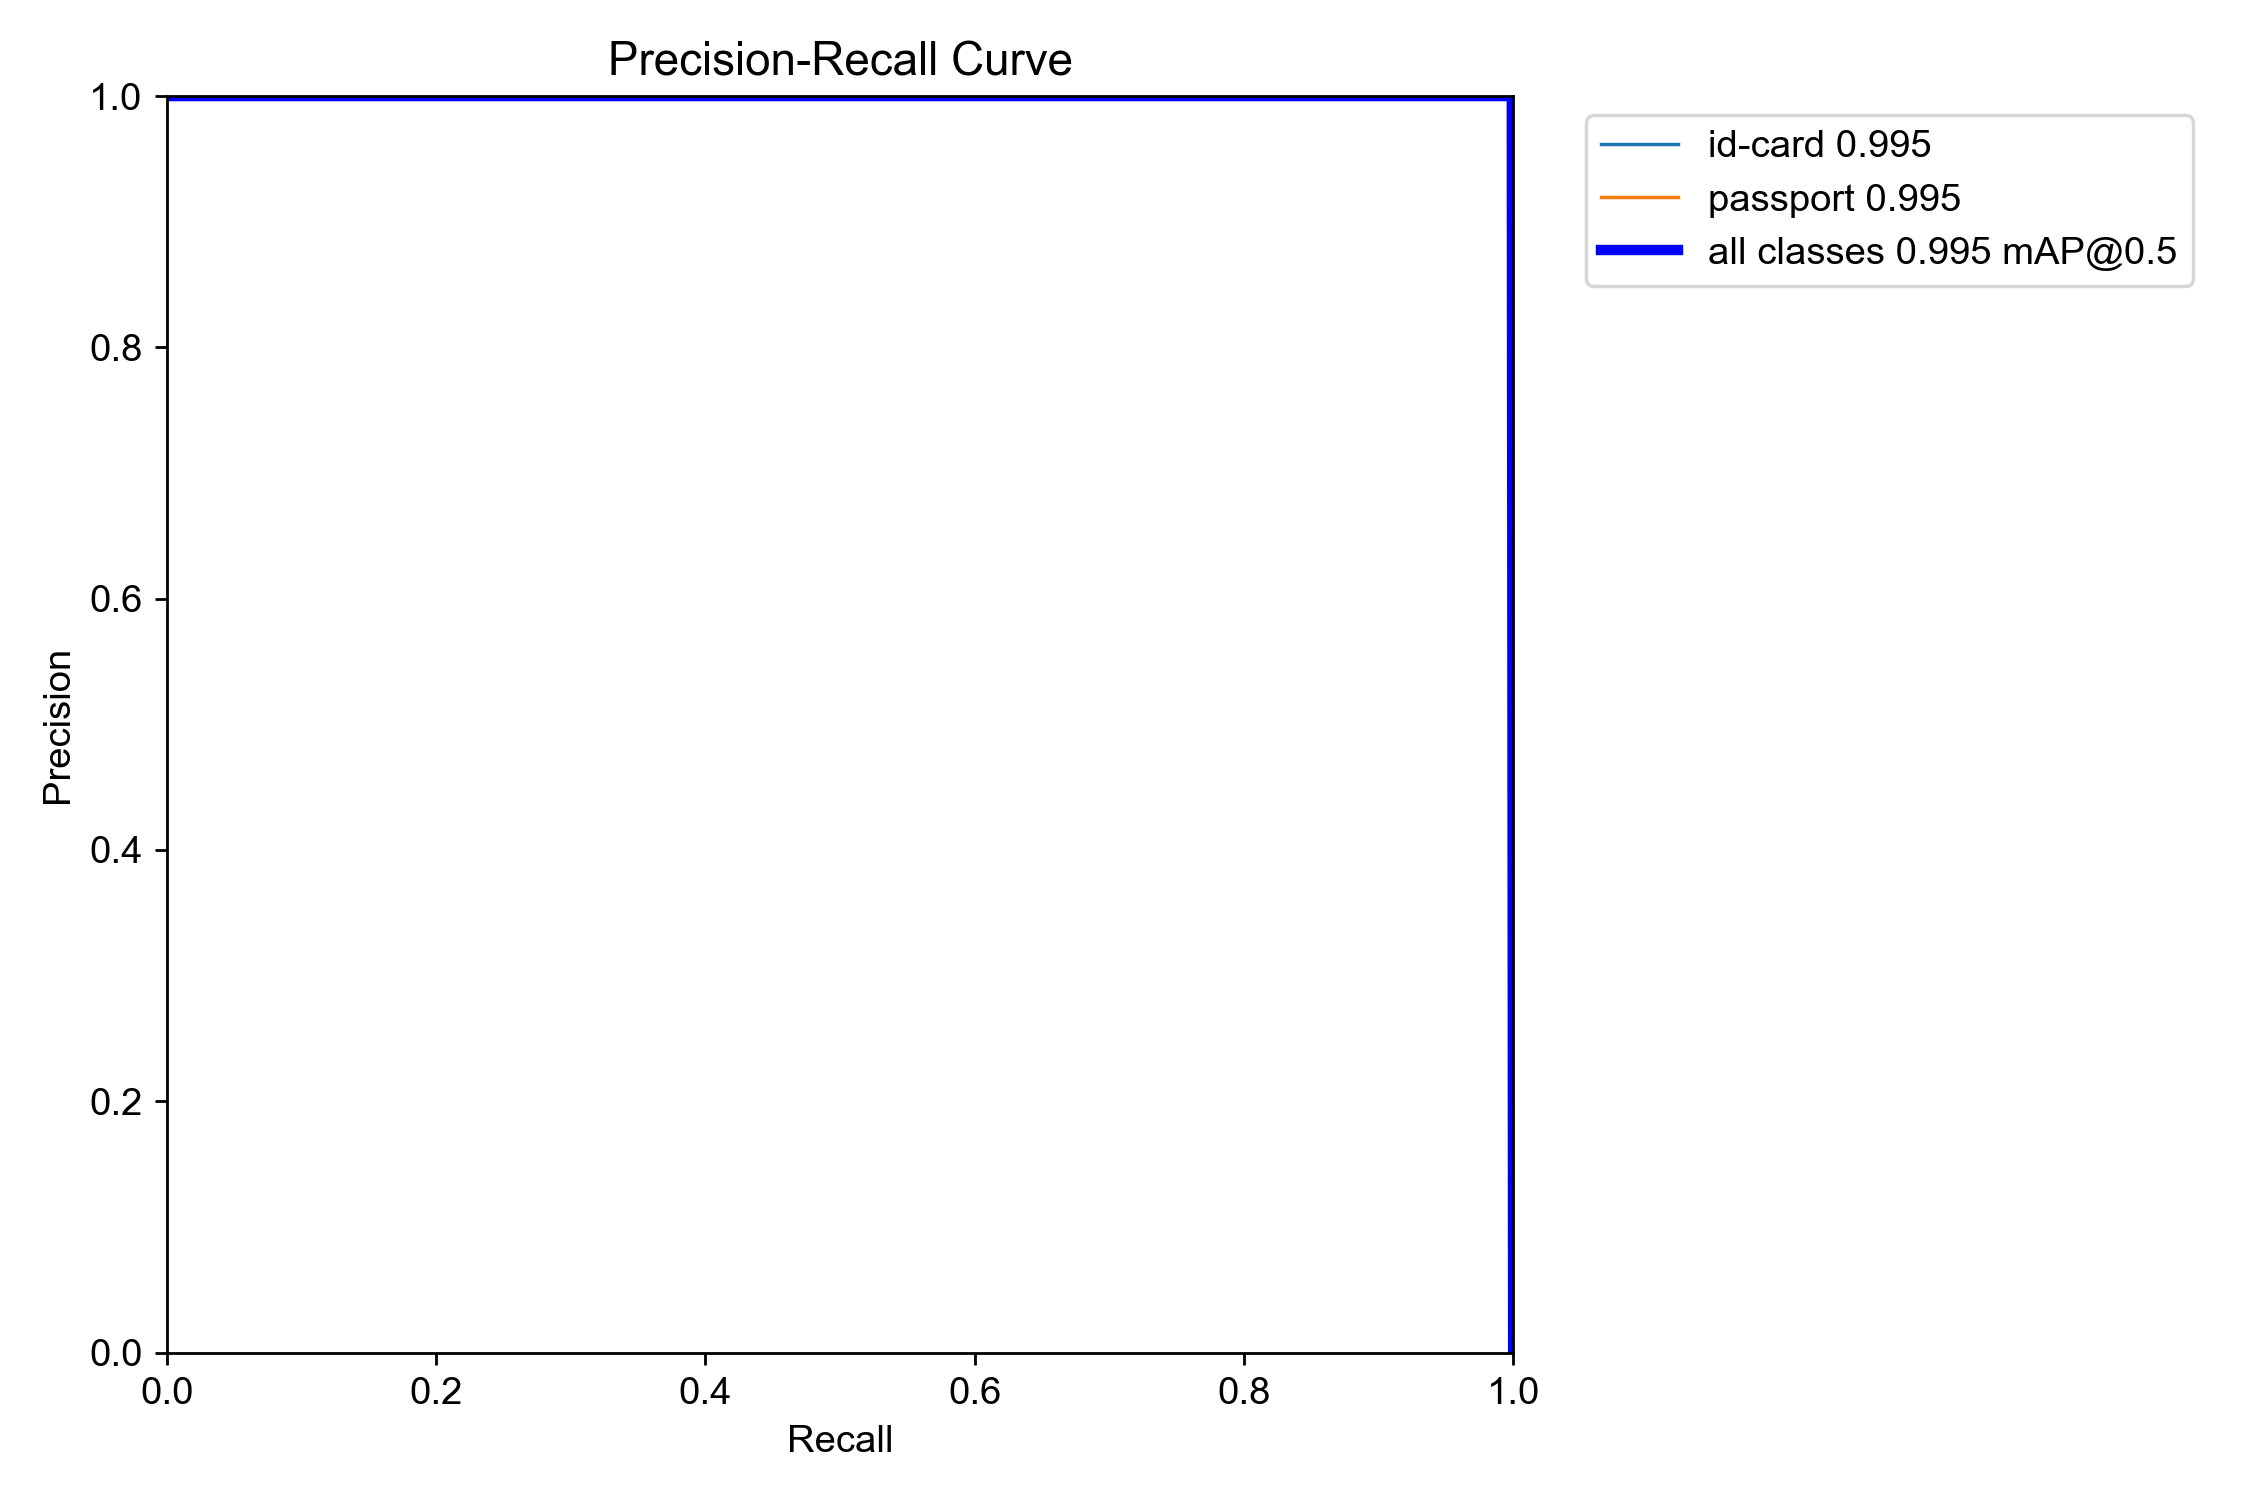 Precision-Recall Curve
1.0
0.8
0.6
0.4
0.2
0.0
Precision
0.0 0.2 0.4 0.6 0.8 1.0
Recall
id-card 0.995
passport 0.995
all classes 0.995 mAP@0.5